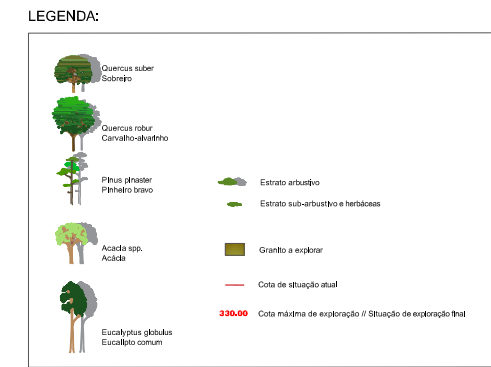 LEGENDA:
Quercus suber
Sobreiro
Quercus robur
Carvalho-alvarinho
Pinus pinaster
Pinheiro bravo
Acacia spp.
Acácia
Eucalyptus globulus
Eucalipto comum
Estrato arbustivo
Estrato sub-arbustivo e herbáceas
Granito a explorar
Cota de situação atual
330.00 Cota máxima de exploração // Situação de exploração final